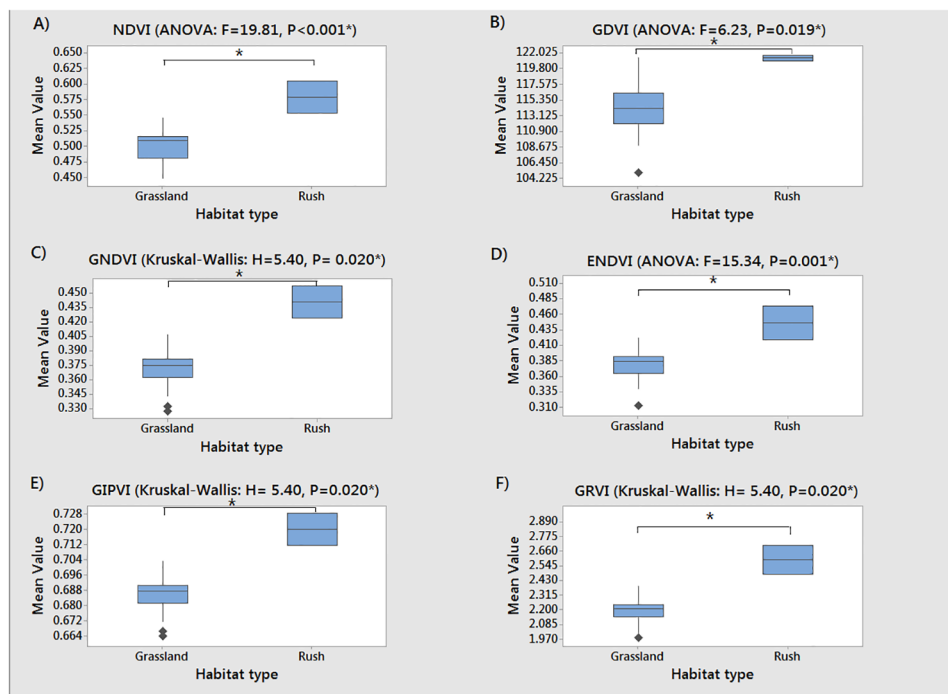 A)
NDVI (ANOVA: F=19.81, P<0.001*)
*
Mean Value
0.650
0.625
0.600
0.575
0.550
0.525
0.500
0.475
0.450
Grassland Rush
Habitat type
B)
GDVI (ANOVA: F=6.23, P=0.019*)
*
Mean Value
122.025
119.800
117.575
115.350
113.125
110.900
108.675
106.450
104.225
Grassland Rush
Habitat type
C)
GNDVI (Kruskal-Wallis: H=5.40, P= 0.020*)
*
Mean Value
0.450
0.435
0.420
0.405
0.390
0.375
0.360
0.345
0.330
Grassland Rush
Habitat type
D)
ENDVI (ANOVA: F=15.34, P=0.001*)
*
Mean Value
0.510
0.485
0.460
0.435
0.410
0.385
0.360
0.335
0.310
Grassland Rush
Habitat type
E)
GIPVI (Kruskal-Wallis: H= 5.40, P=0.020*)
*
Mean Value
0.728
0.720
0.712
0.704
0.696
0.688
0.680
0.672
0.664
Grassland Rush
Habitat type
F)
GRVI (Kruskal-Wallis: H= 5.40, P=0.020*)
*
Mean Value
2.890
2.775
2.660
2.545
2.430
2.315
2.200
2.085
1.970
Grassland Rush
Habitat type